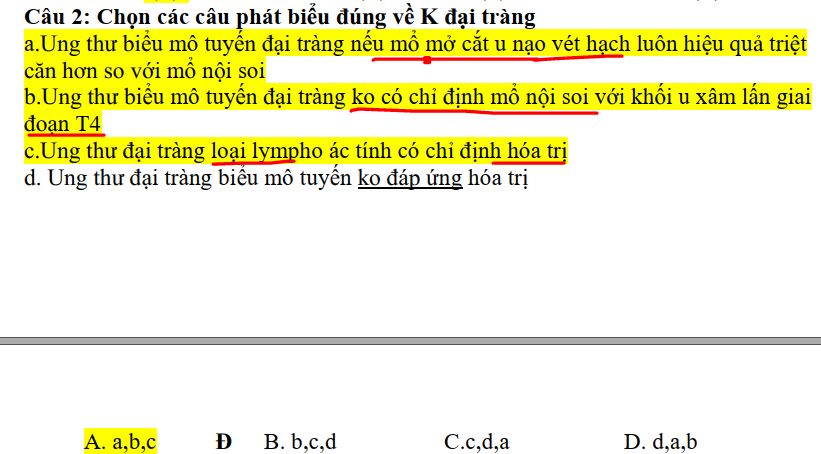 Câu 2: Chọn các câu phát biểu đúng về K đại tràng
a.Ung thư biểu mô tuyến đại tràng nếu mổ mở cắt u nạo vét hạch luôn hiệu quả triệt
căn hơn so với mổ nội soi
b.Ung thư biểu mô tuyến đại tràng ko có chỉ định mổ nội soi với khối u xâm lấn giai
đoạn T4
c.Ung thư đại tràng loại lympho ác tính có chỉ định hóa trị
d. Ung thư đại tràng biểu mô tuyến ko đáp ứng hóa trị
A. a,b,c Đ B. b,c,d C.c,d,a D. d,a,b